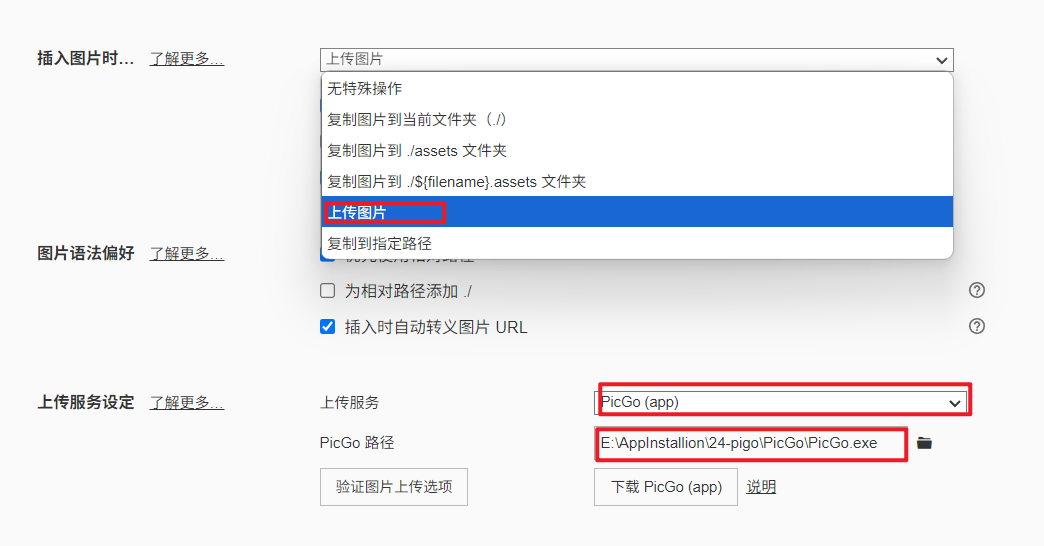 插入图片时… 了解更多… 上传图片
无特殊操作
复制图片到当前文件夹（./）
复制图片到 ./assets 文件夹
复制图片到 ./${filename}.assets 文件夹
上传图片
复制到指定路径
图片语法偏好 了解更多…
为相对路径添加 ./
插入时自动转义图片 URL
上传服务设定 了解更多… 上传服务 PicGo (app)
PicGo 路径 E:\AppInstallion\24-pigo\PicGo\PicGo.exe
验证图片上传选项 下载 PicGo (app) 说明